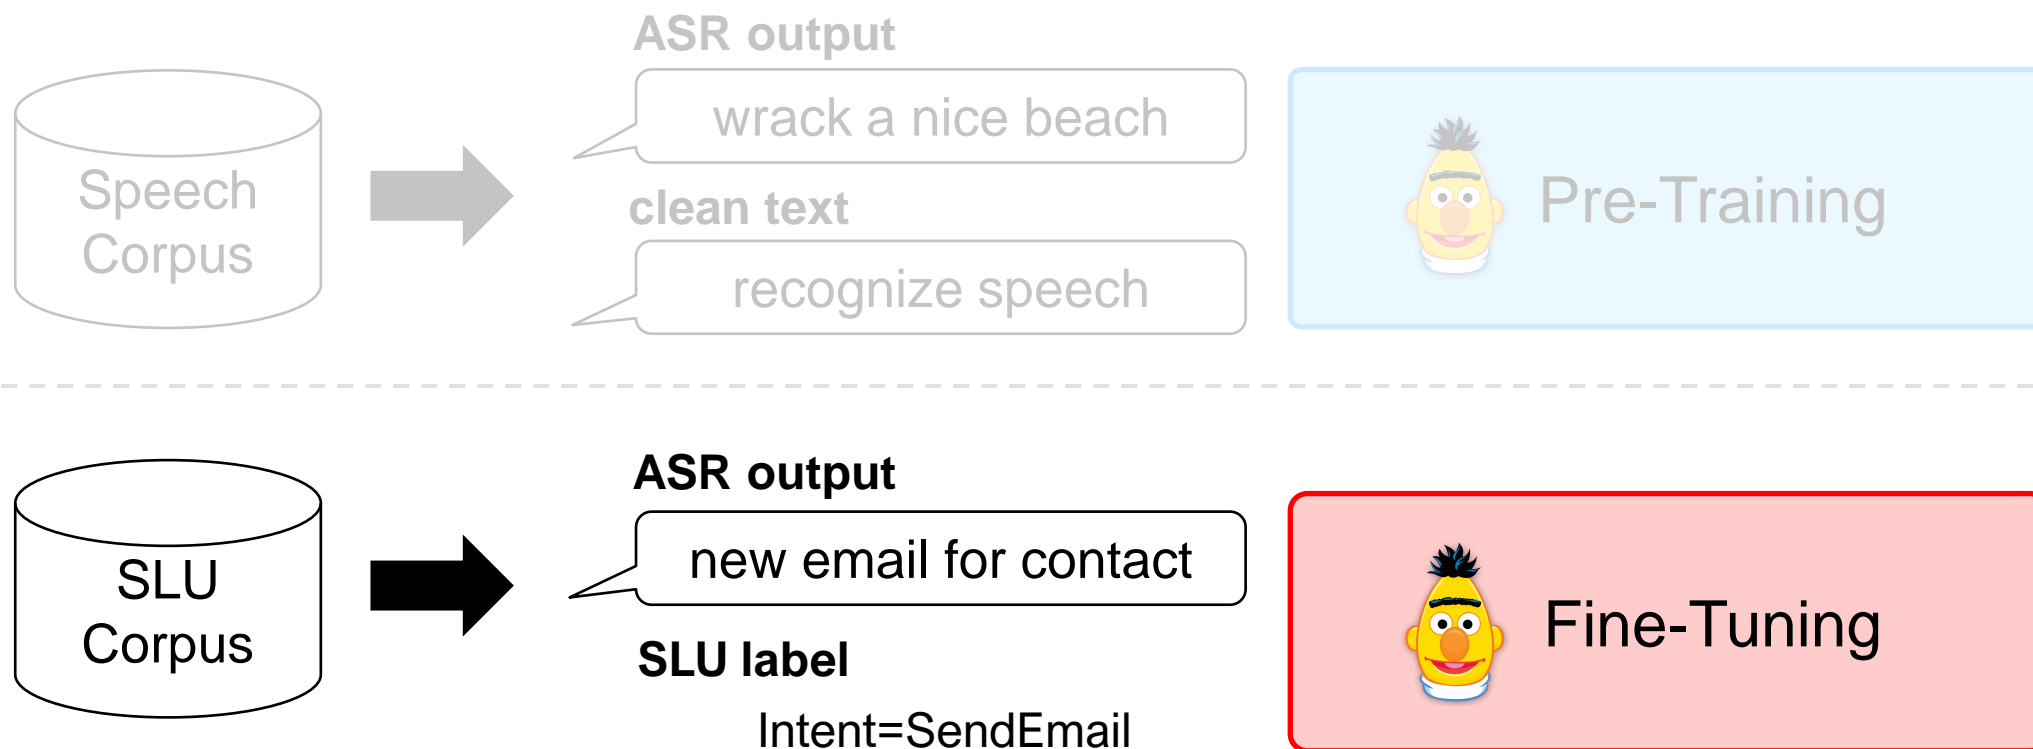 ASR output
wrack a nice beach
Speech
Corpus
clean text
recognize speech
Pre-Training
ASR output
new email for contact
SLU
Corpus
SLU label
Intent=SendEmail
Fine-Tuning